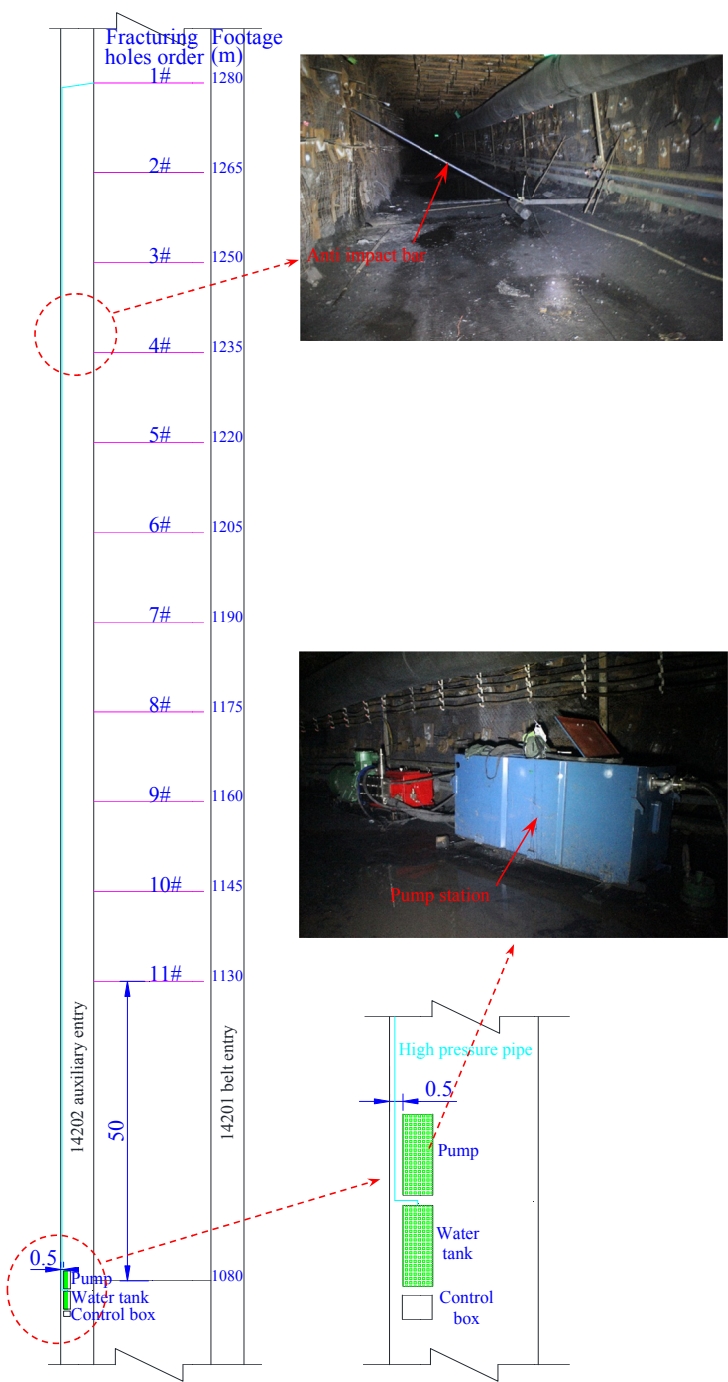 Fracturing
holes order
Footage
(m)
1#
1280
2#
1265
3#
1250
4#
1235
5#
1220
6#
1205
7#
1190
8#
1175
9#
1160
10#
1145
11#
1130
14202 auxiliary entry
50
14201 belt entry
0.5
1080
Pump
Water tank
Control box
Anti impact bar
Pump station
High pressure pipe
0.5
Pump
Water
tank
Control
box